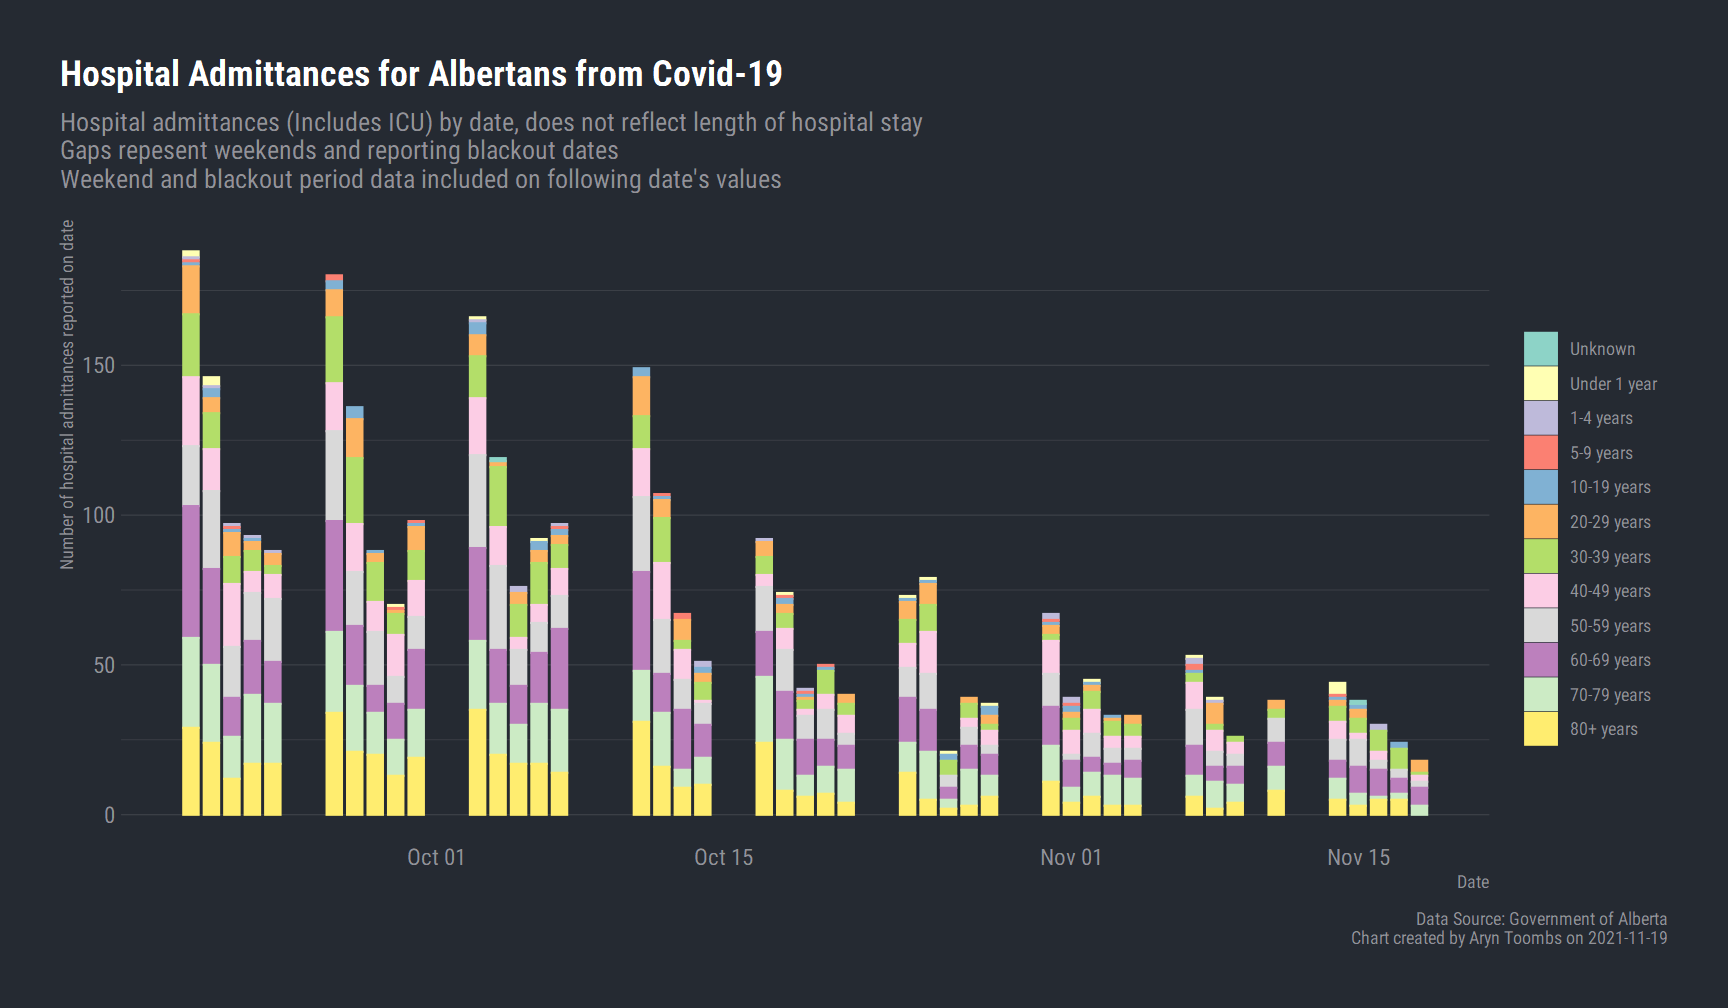 Hospital Admittances for Albertans from Covid-19
Hospital admittances (Includes ICU) by date, does not reflect length of hospital stay
Gaps repesent weekends and reporting blackout dates
Weekend and blackout period data included on following date's values
Number of hospital admittances reported on date
150
100
50
0
Oct 01
Oct 15
Nov 01
Nov 15
Date
Unknown
Under 1 year
1-4 years
5-9 years
10-19 years
20-29 years
30-39 years
40-49 years
50-59 years
60-69 years
70-79 years
80+ years
Data Source: Government of Alberta
Chart created by Aryn Toombs on 2021-11-19